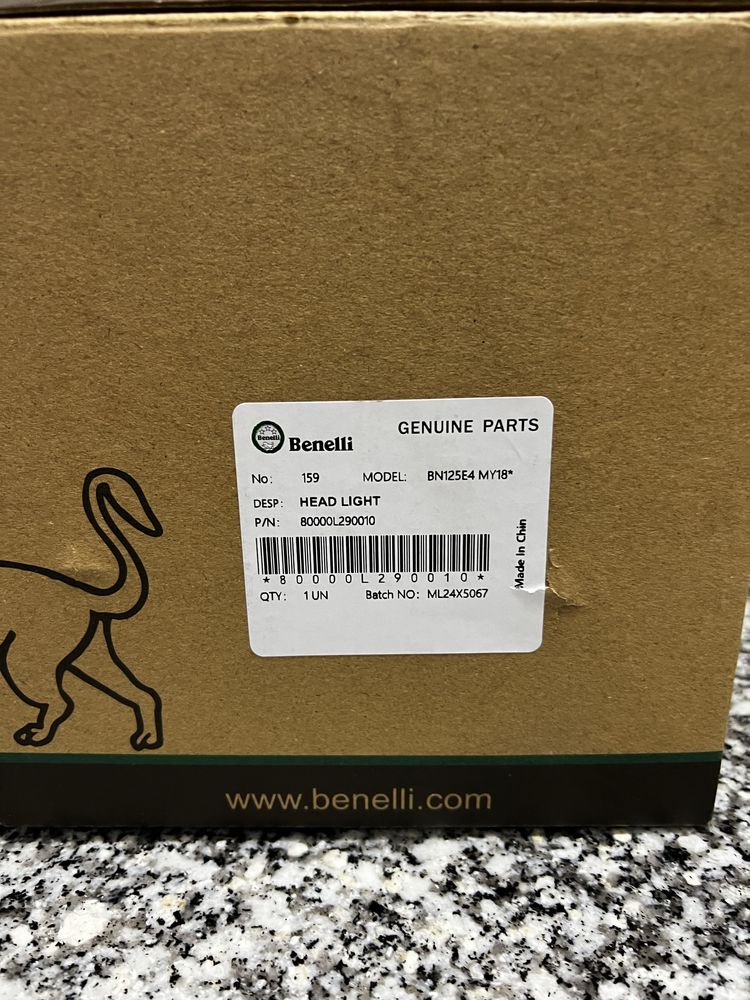 Benelli
Benelli
GENUINE PARTS
No: 159 MODEL: BN125E4 MY18*
DESP: HEAD LIGHT
P/N: 80000L290010
*80000L290010*
QTY: 1 UN Batch NO: ML24X5067
Made In Chin
www.benelli.com